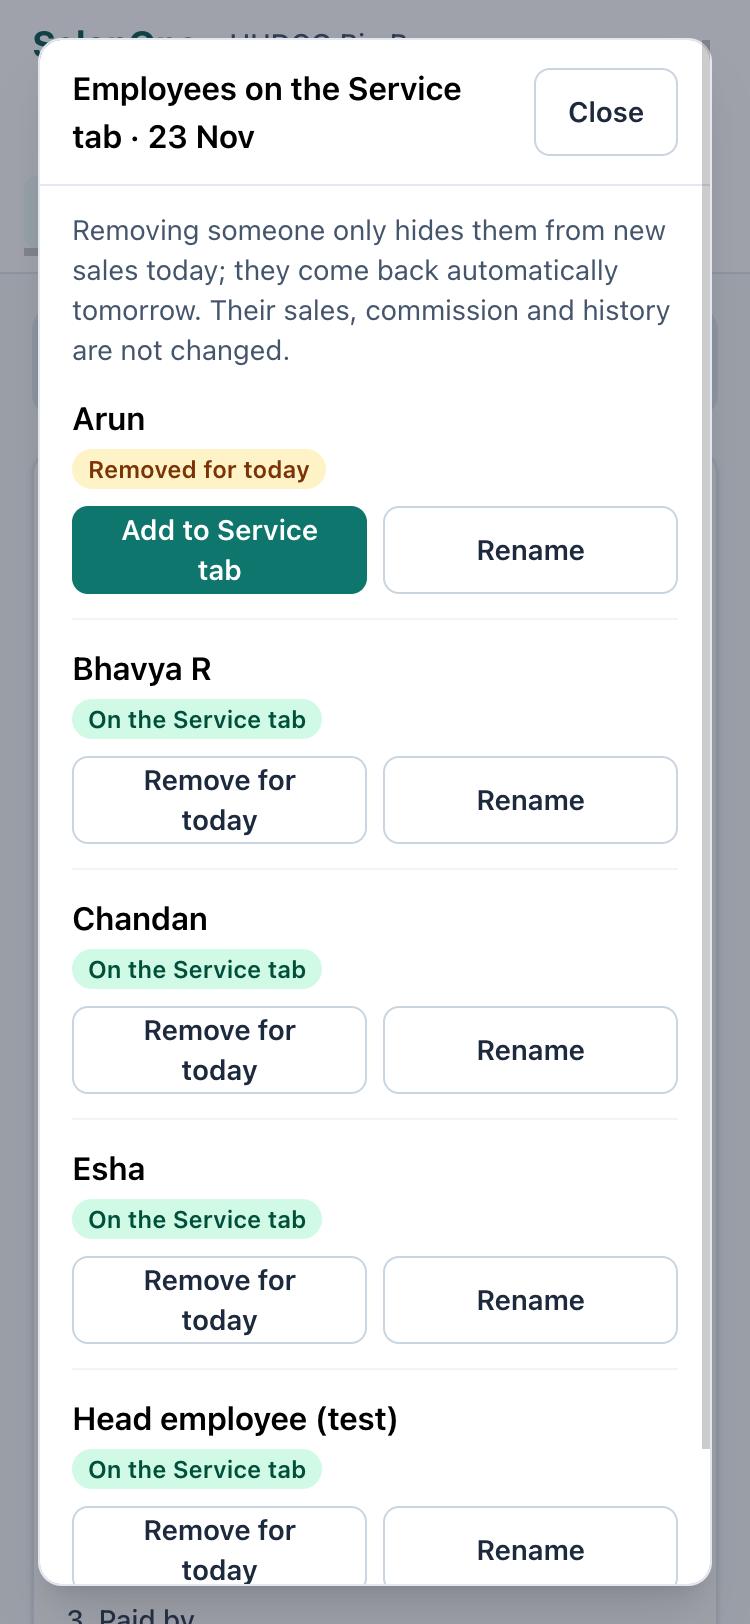 Employees on the Service
tab · 23 Nov
Close
Removing someone only hides them from new
sales today; they come back automatically
tomorrow. Their sales, commission and history
are not changed.
Arun
Removed for today
Add to Service
tab
Rename
Bhavya R
On the Service tab
Remove for
today
Rename
Chandan
On the Service tab
Remove for
today
Rename
Esha
On the Service tab
Remove for
today
Rename
Head employee (test)
On the Service tab
Remove for
today
Rename
3. Paid by